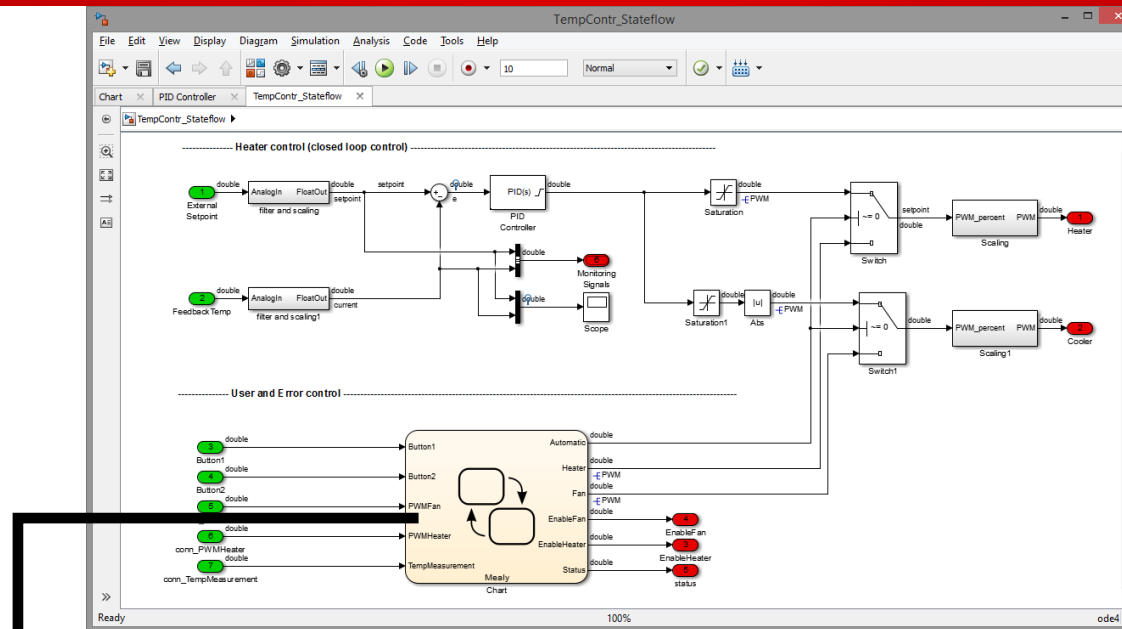 TempContr_Stateflow
File Edit View Display Diagram Simulation Analysis Code Tools Help
10 Normal
Chart PID Controller TempContr_Stateflow
TempContr_Stateflow
--------------- Heater control (closed loop control) ---------------
double double setpoint double double double
1 AnalogIn FloatOut setpoint e PID(s) PWM setpoint double
External Setpoint filter and scaling PID Controller Saturation ~= 0 PWM_percent PWM 1
double Switch Scaling Heater
6
Monitoring Signals
double double double double double double
2 AnalogIn FloatOut current |u| PWM ~= 0 double PWM_percent PWM 2
Feedback Temp filter and scaling1 Scope Saturation1 Abs Scaling1 Cooler
Switch1
--------------- User and Error control ---------------
double double
3 Button1 Automatic
Button1 double
double Heater
4 Button2 PWM
Button2 double
double Fan
5 PWMFan PWM
double
EnableFan 4
double EnableFan
6 PWMHeater double
conn_PWMHeater EnableHeater 3
double EnableHeater
7 TempMeasurement double
conn_TempMeasurement Status 5
Mealy status
Chart
Ready 100% ode4